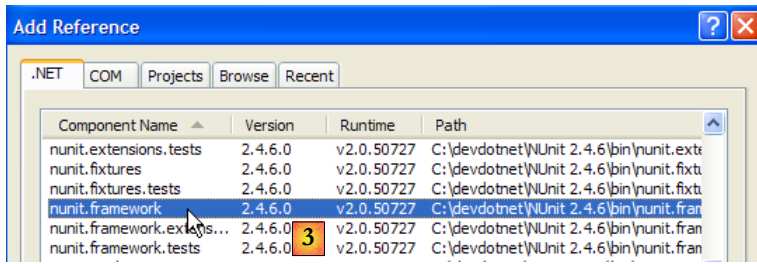 Add Reference
.NET COM Projects Browse Recent
Component Name Version Runtime Path
nunit.extensions.tests 2.4.6.0 v2.0.50727 C:\devdotnet\NUnit 2.4.6\bin\nunit.exte
nunit.fixtures 2.4.6.0 v2.0.50727 C:\devdotnet\NUnit 2.4.6\bin\nunit.fixtu
nunit.fixtures.tests 2.4.6.0 v2.0.50727 C:\devdotnet\NUnit 2.4.6\bin\nunit.fixtu
nunit.framework 2.4.6.0 v2.0.50727 C:\devdotnet\NUnit 2.4.6\bin\nunit.fran
nunit.framework.extens... 2.4.6.0 3 v2.0.50727 C:\devdotnet\NUnit 2.4.6\bin\nunit.fran
nunit.framework.tests 2.4.6.0 v2.0.50727 C:\devdotnet\NUnit 2.4.6\bin\nunit.fran